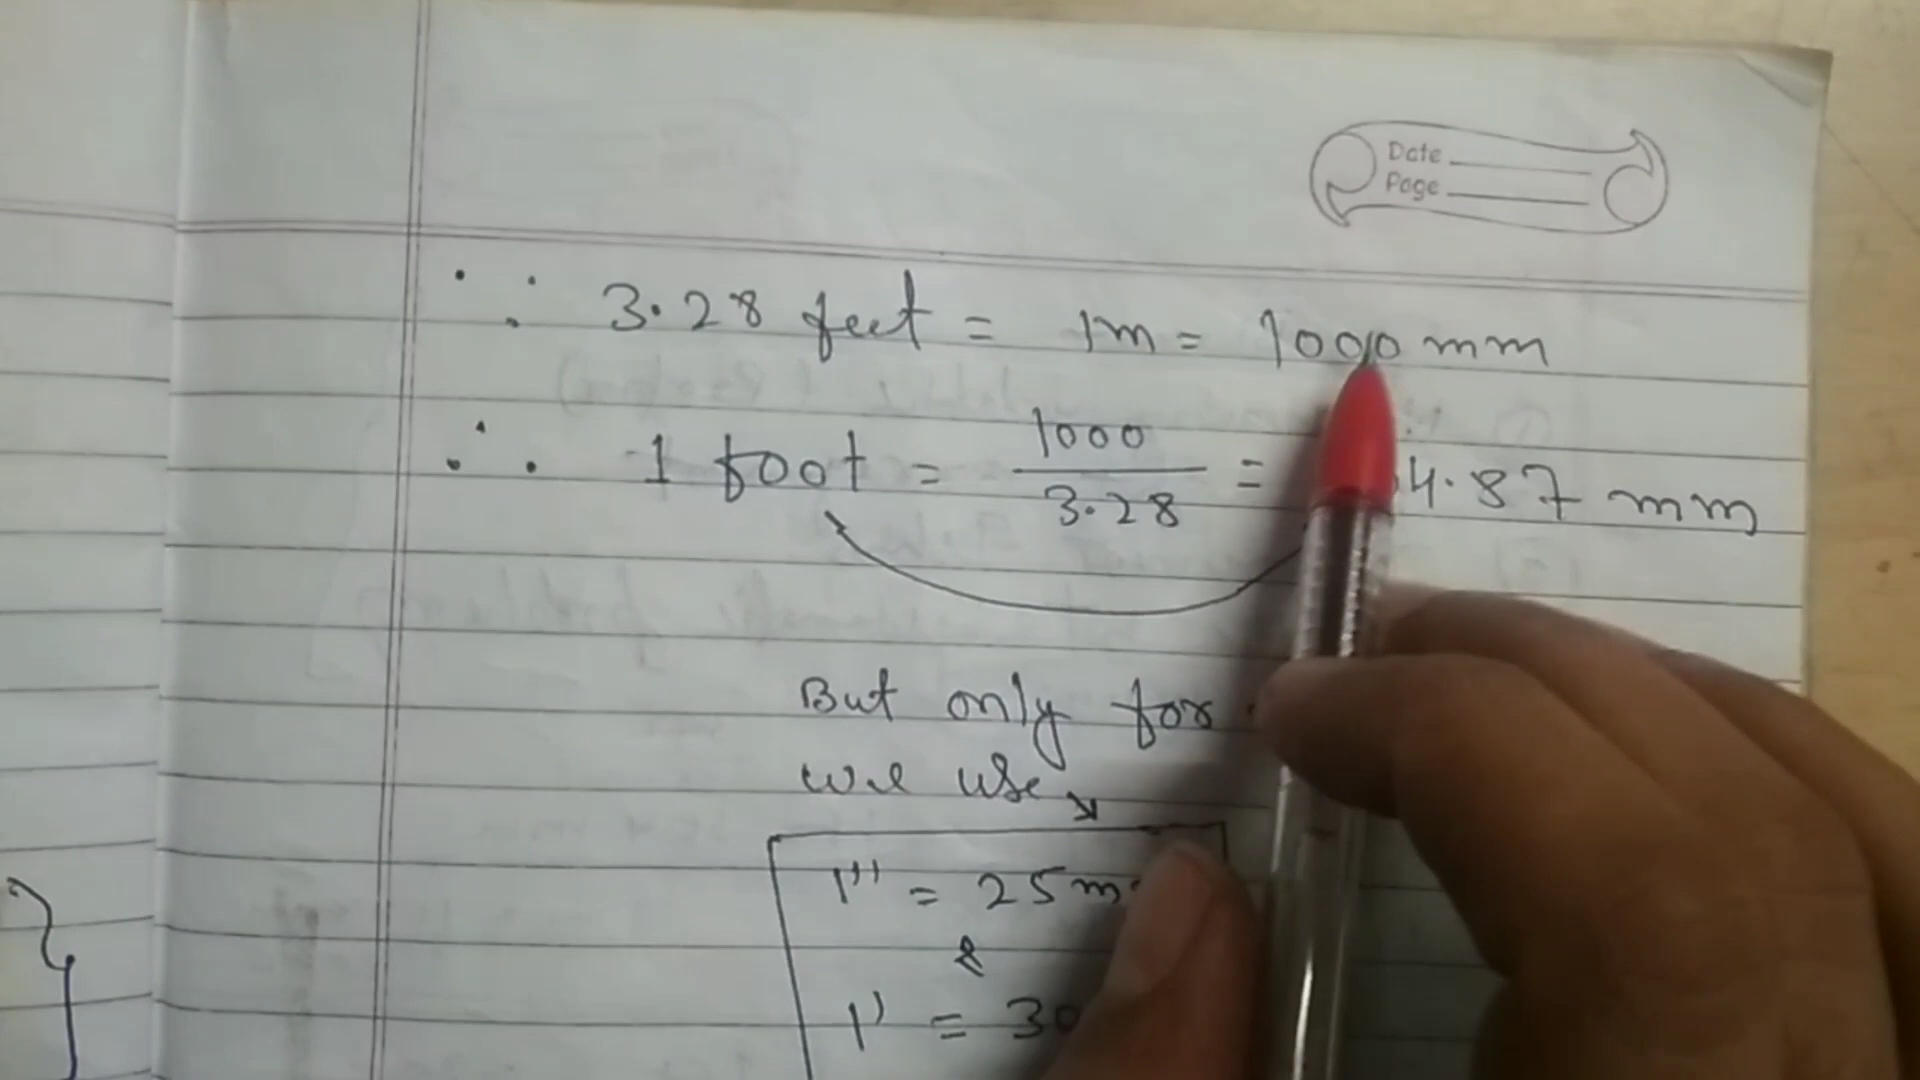 Date
Page
∵ 3.28 feet = 1m = 1000 mm
∴ 1 foot = 1000/3.28 = 4.87 mm
But only for
we use ↘
1''' = 25m
&
1' = 30